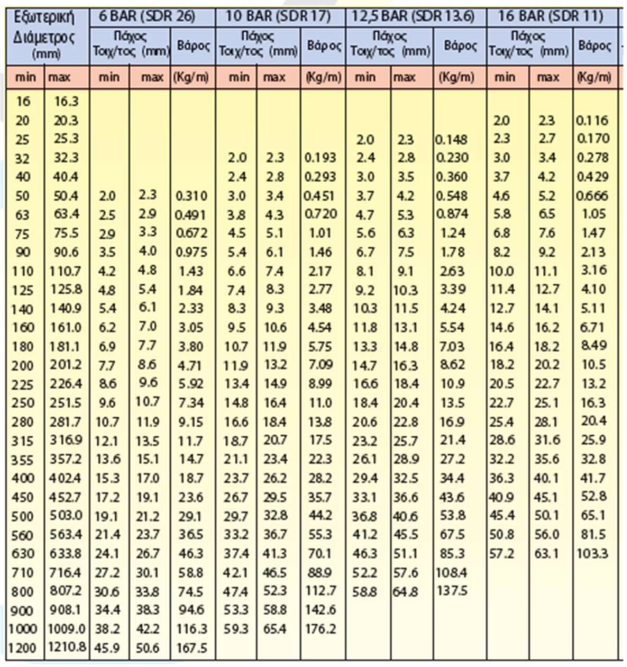 Εξωτερική 6 BAR (SDR 26) 10 BAR (SDR 17) 12,5 BAR (SDR 13.6) 16 BAR (SDR 11)
Διάμετρος Πάχος Βάρος Πάχος Βάρος Πάχος Βάρος Πάχος Βάρος
(mm) Τοιχ/τος (mm) Τοιχ/τος (mm) Τοιχ/τος (mm) Τοιχ/τος (mm)
min max min max (Kg/m) min max (Kg/m) min max (Kg/m) min max (Kg/m)
16 16.3
20 20.3 2.0 2.3 0.116
25 25.3 2.0 2.3 0.148 2.3 2.7 0.170
32 32.3 2.0 2.3 0.193 2.4 2.8 0.230 3.0 3.4 0.278
40 40.4 2.4 2.8 0.293 3.0 3.5 0.360 3.7 4.2 0.429
50 50.4 2.0 2.3 0.310 3.0 3.4 0.451 3.7 4.2 0.548 4.6 5.2 0.666
63 63.4 2.5 2.9 0.491 3.8 4.3 0.720 4.7 5.3 0.874 5.8 6.5 1.05
75 75.5 2.9 3.3 0.672 4.5 5.1 1.01 5.6 6.3 1.24 6.8 7.6 1.47
90 90.6 3.5 4.0 0.975 5.4 6.1 1.46 6.7 7.5 1.78 8.2 9.2 2.13
110 110.7 4.2 4.8 1.43 6.6 7.4 2.17 8.1 9.1 2.63 10.0 11.1 3.16
125 125.8 4.8 5.4 1.84 7.4 8.3 2.77 9.2 10.3 3.39 11.4 12.7 4.10
140 140.9 5.4 6.1 2.33 8.3 9.3 3.48 10.3 11.5 4.24 12.7 14.1 5.11
160 161.0 6.2 7.0 3.05 9.5 10.6 4.54 11.8 13.1 5.54 14.6 16.2 6.71
180 181.1 6.9 7.7 3.80 10.7 11.9 5.75 13.3 14.8 7.03 16.4 18.2 8.49
200 201.2 7.7 8.6 4.71 11.9 13.2 7.09 14.7 16.3 8.62 18.2 20.2 10.5
225 226.4 8.6 9.6 5.92 13.4 14.9 8.99 16.6 18.4 10.9 20.5 22.7 13.2
250 251.5 9.6 10.7 7.34 14.8 16.4 11.0 18.4 20.4 13.5 22.7 25.1 16.3
280 281.7 10.7 11.9 9.15 16.6 18.4 13.8 20.6 22.8 16.9 25.4 28.1 20.4
315 316.9 12.1 13.5 11.7 18.7 20.7 17.5 23.2 25.7 21.4 28.6 31.6 25.9
355 357.2 13.6 15.1 14.7 21.1 23.4 22.3 26.1 28.9 27.2 32.2 35.6 32.8
400 402.4 15.3 17.0 18.7 23.7 26.2 28.2 29.4 32.5 34.4 36.3 40.1 41.7
450 452.7 17.2 19.1 23.6 26.7 29.5 35.7 33.1 36.6 43.6 40.9 45.1 52.8
500 503.0 19.1 21.2 29.1 29.7 32.8 44.2 36.8 40.6 53.8 45.4 50.1 65.1
560 563.4 21.4 23.7 36.5 33.2 36.7 55.3 41.2 45.5 67.5 50.8 56.0 81.5
630 633.8 24.1 26.7 46.3 37.4 41.3 70.1 46.3 51.1 85.3 57.2 63.1 103.3
710 716.4 27.2 30.1 58.8 42.1 46.5 88.9 52.2 57.6 108.4
800 807.2 30.6 33.8 74.5 47.4 52.3 112.7 58.8 64.8 137.5
900 908.1 34.4 38.3 94.6 53.3 58.8 142.6
1000 1009.0 38.2 42.2 116.3 59.3 65.4 176.2
1200 1210.8 45.9 50.6 167.5